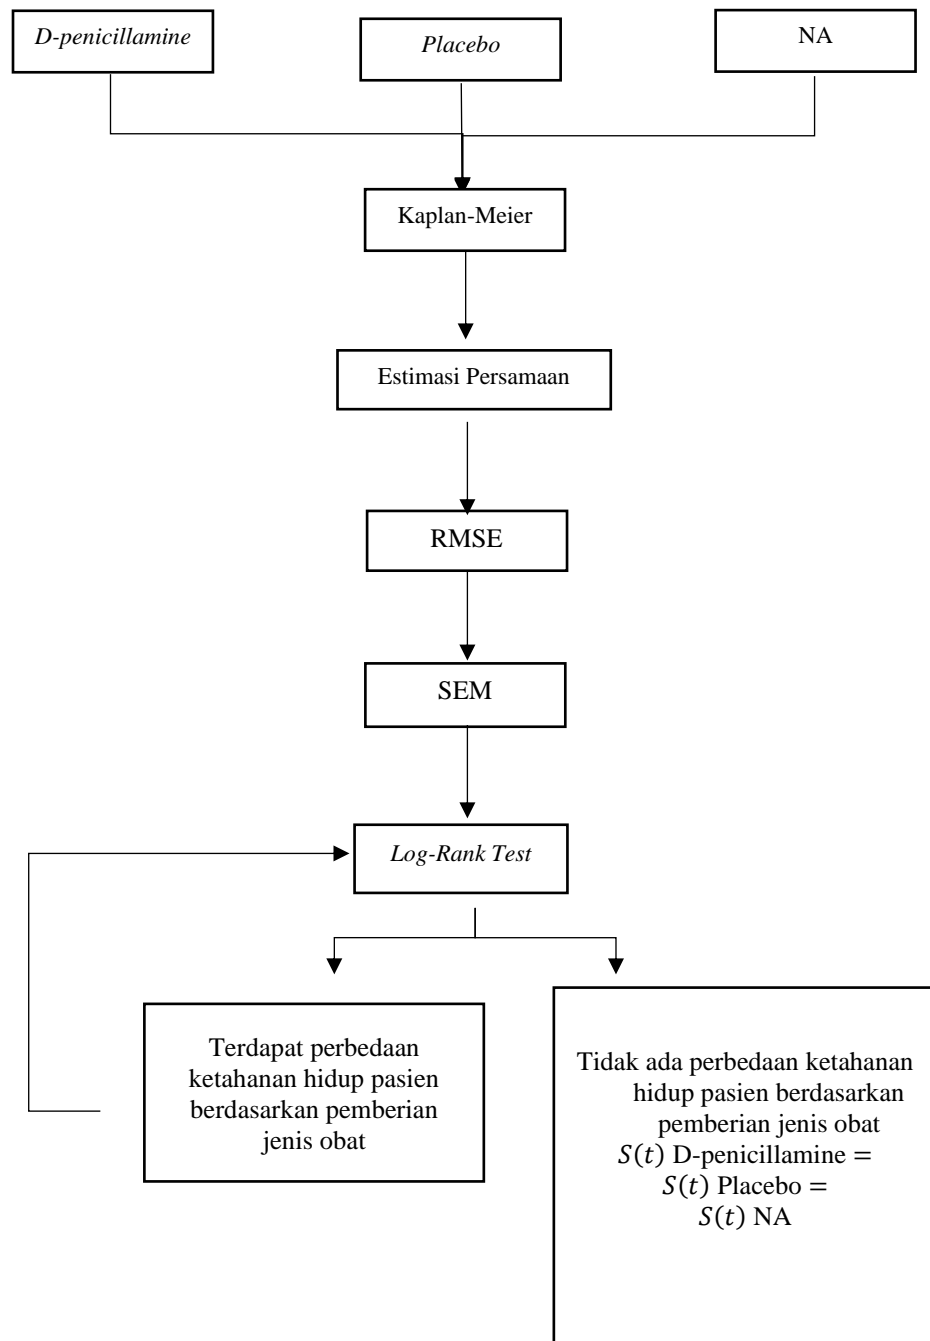 D-penicillamine
Placebo
NA
Kaplan-Meier
Estimasi Persamaan
RMSE
SEM
Log-Rank Test
Terdapat perbedaan
ketahanan hidup pasien
berdasarkan pemberian
jenis obat
Tidak ada perbedaan ketahanan
hidup pasien berdasarkan
pemberian jenis obat
𝑆(𝑡) D-penicillamine =
𝑆(𝑡) Placebo =
𝑆(𝑡) NA